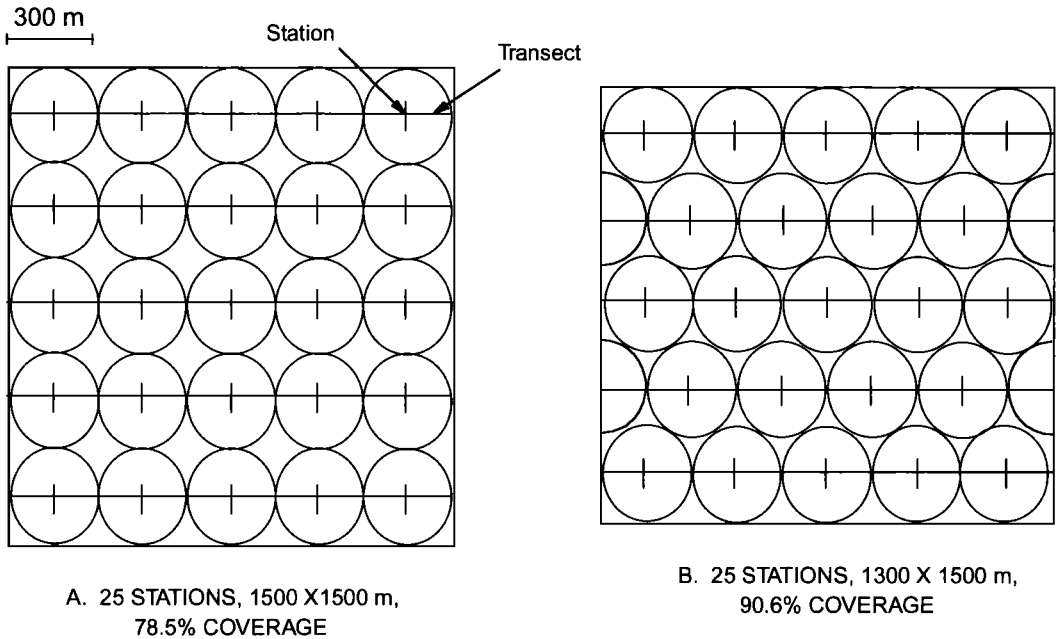 300 m
Station
Transect
A. 25 STATIONS, 1500 X1500 m,
78.5% COVERAGE
B. 25 STATIONS, 1300 X 1500 m,
90.6% COVERAGE